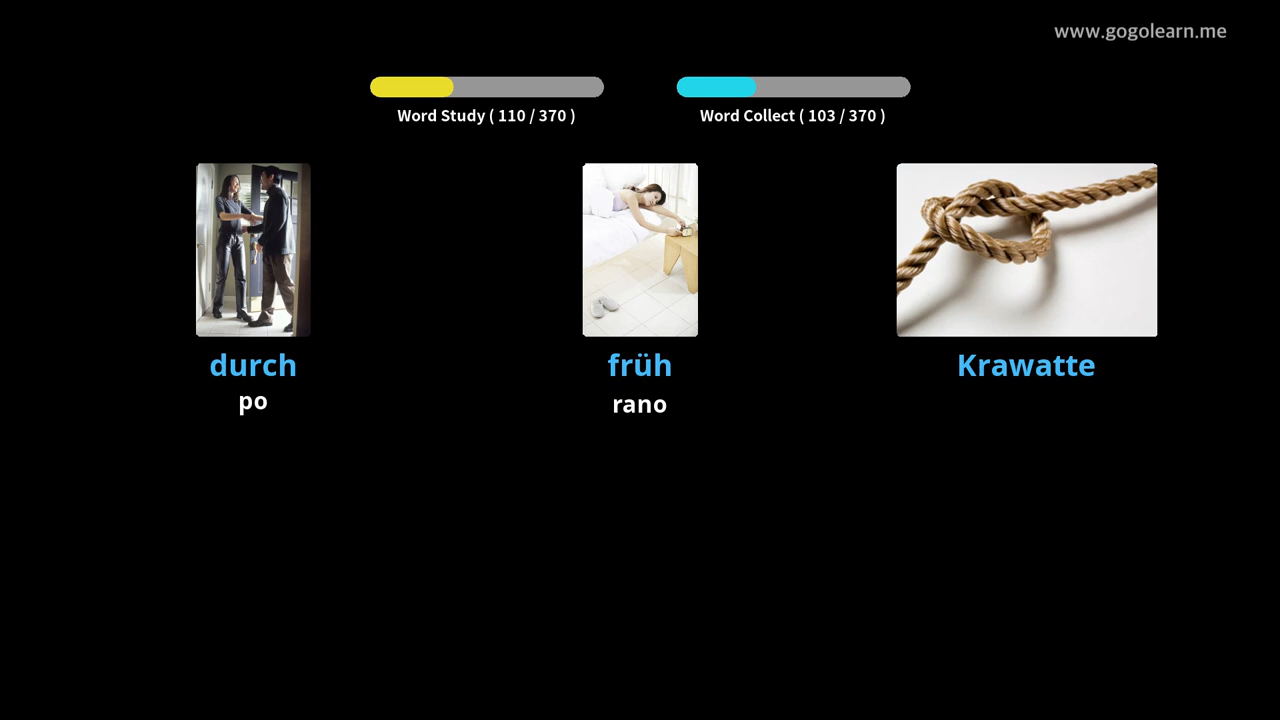 www.gogolearn.me
Word Study ( 110 / 370 )
Word Collect ( 103 / 370 )
durch
po
früh
rano
Krawatte